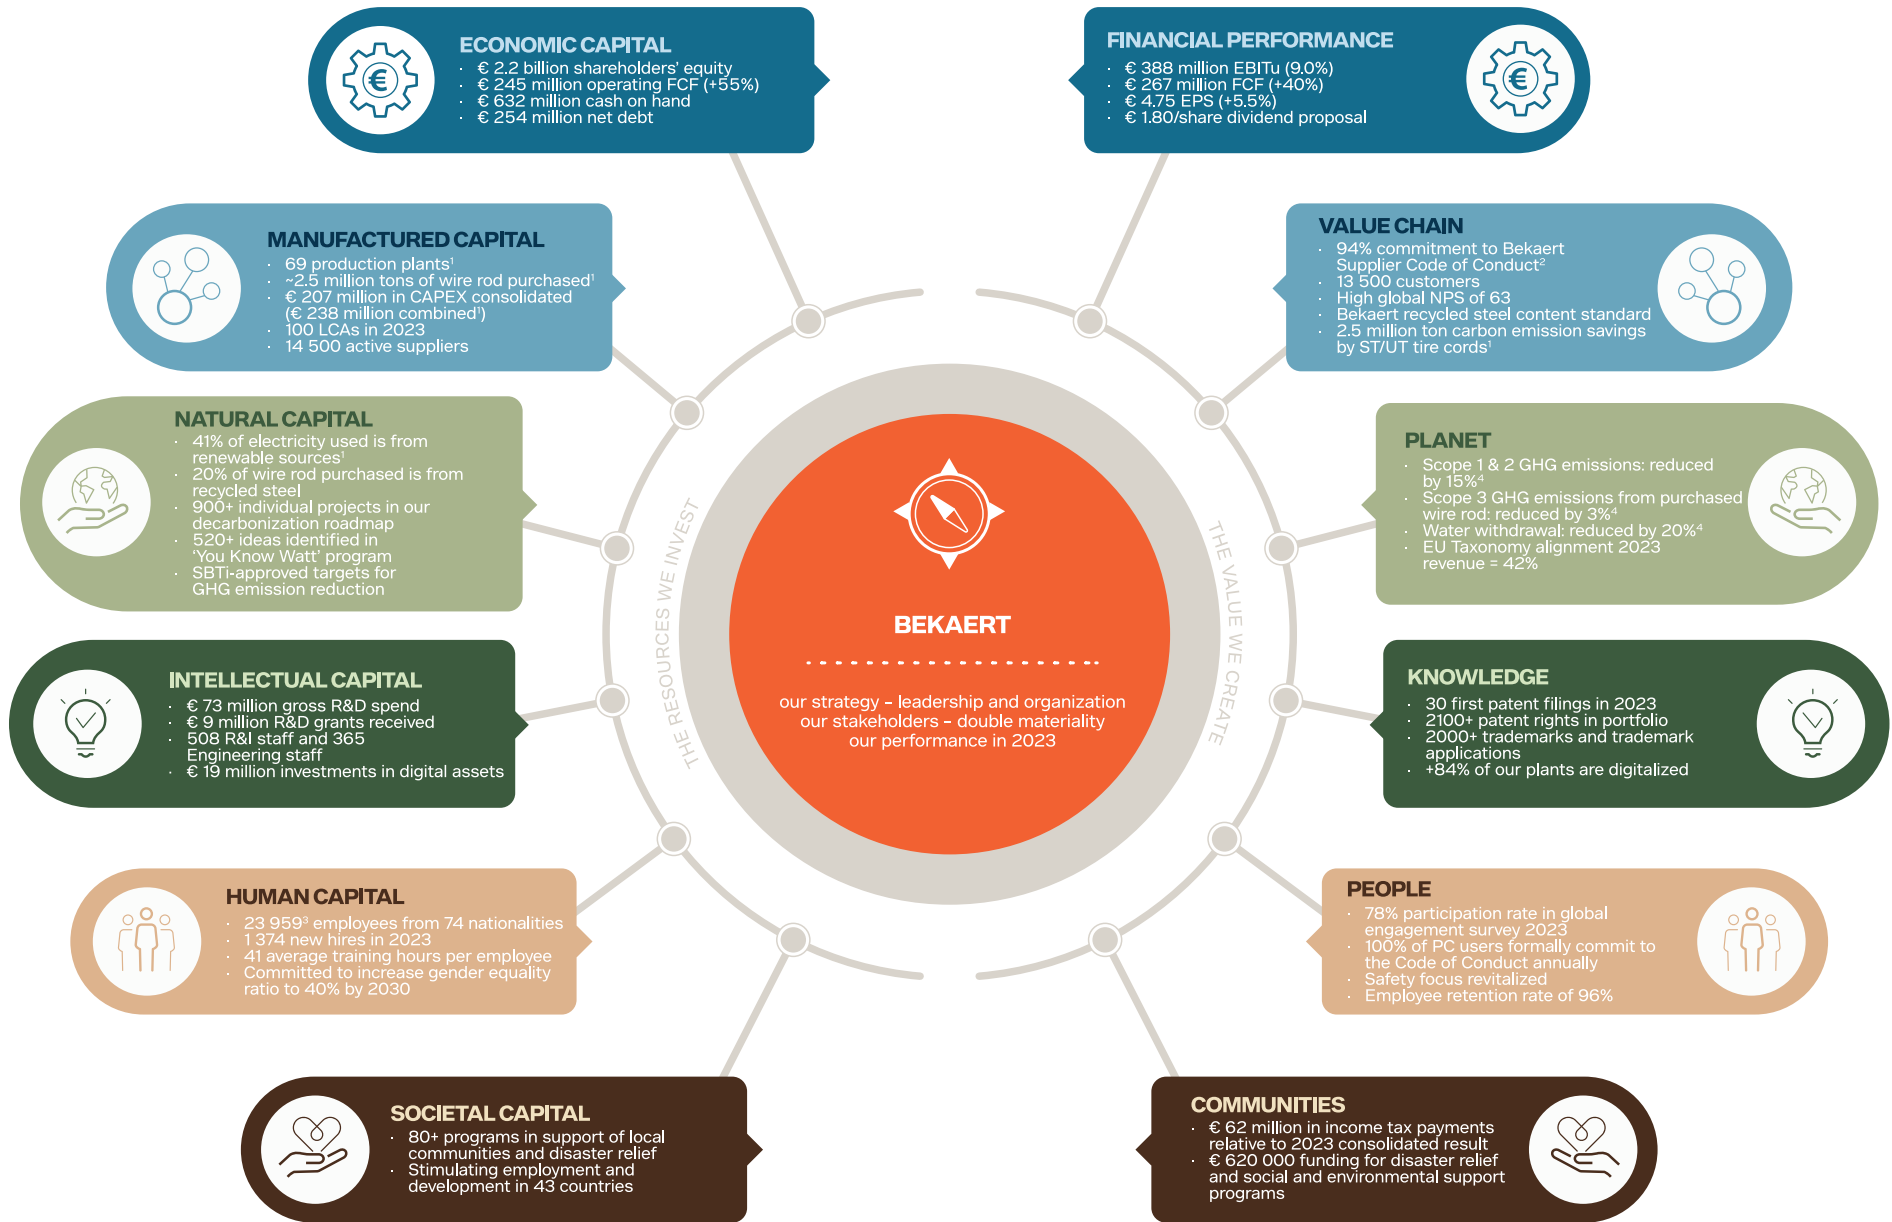 ECONOMIC CAPITAL
· € 2.2 billion shareholders' equity
· € 245 million operating FCF (+55%)
· € 632 million cash on hand
· € 254 million net debt
FINANCIAL PERFORMANCE
· € 388 million EBITu (9.0%)
· € 267 million FCF (+40%)
· € 4.75 EPS (+5.5%)
· € 1.80/share dividend proposal
MANUFACTURED CAPITAL
· 69 production plants¹
· ~2.5 million tons of wire rod purchased¹
· € 207 million in CAPEX consolidated
(€ 238 million combined¹)
· 100 LCAs in 2023
· 14 500 active suppliers
VALUE CHAIN
· 94% commitment to Bekaert
Supplier Code of Conduct²
· 13 500 customers
· High global NPS of 63
· Bekaert recycled steel content standard
· 2.5 million ton carbon emission savings
by ST/UT tire cords¹
NATURAL CAPITAL
· 41% of electricity used is from
renewable sources¹
· 20% of wire rod purchased is from
recycled steel
· 900+ individual projects in our
decarbonization roadmap
· 520+ ideas identified in
'You Know Watt' program
· SBTi-approved targets for
GHG emission reduction
PLANET
· Scope 1 & 2 GHG emissions: reduced
by 15%⁴
· Scope 3 GHG emissions from purchased
wire rod: reduced by 3%⁴
· Water withdrawal: reduced by 20%⁴
· EU Taxonomy alignment 2023
revenue = 42%
THE RESOURCES WE INVEST
BEKAERT
our strategy – leadership and organization
our stakeholders – double materiality
our performance in 2023
THE VALUE WE CREATE
INTELLECTUAL CAPITAL
· € 73 million gross R&D spend
· € 9 million R&D grants received
· 508 R&I staff and 365
Engineering staff
· € 19 million investments in digital assets
KNOWLEDGE
· 30 first patent filings in 2023
· 2100+ patent rights in portfolio
· 2000+ trademarks and trademark
applications
· +84% of our plants are digitalized
HUMAN CAPITAL
· 23 959³ employees from 74 nationalities
· 1 374 new hires in 2023
· 41 average training hours per employee
· Committed to increase gender equality
ratio to 40% by 2030
PEOPLE
· 78% participation rate in global
engagement survey 2023
· 100% of PC users formally commit to
the Code of Conduct annually
· Safety focus revitalized
· Employee retention rate of 96%
SOCIETAL CAPITAL
· 80+ programs in support of local
communities and disaster relief
· Stimulating employment and
development in 43 countries
COMMUNITIES
· € 62 million in income tax payments
relative to 2023 consolidated result
· € 620 000 funding for disaster relief
and social and environmental support
programs